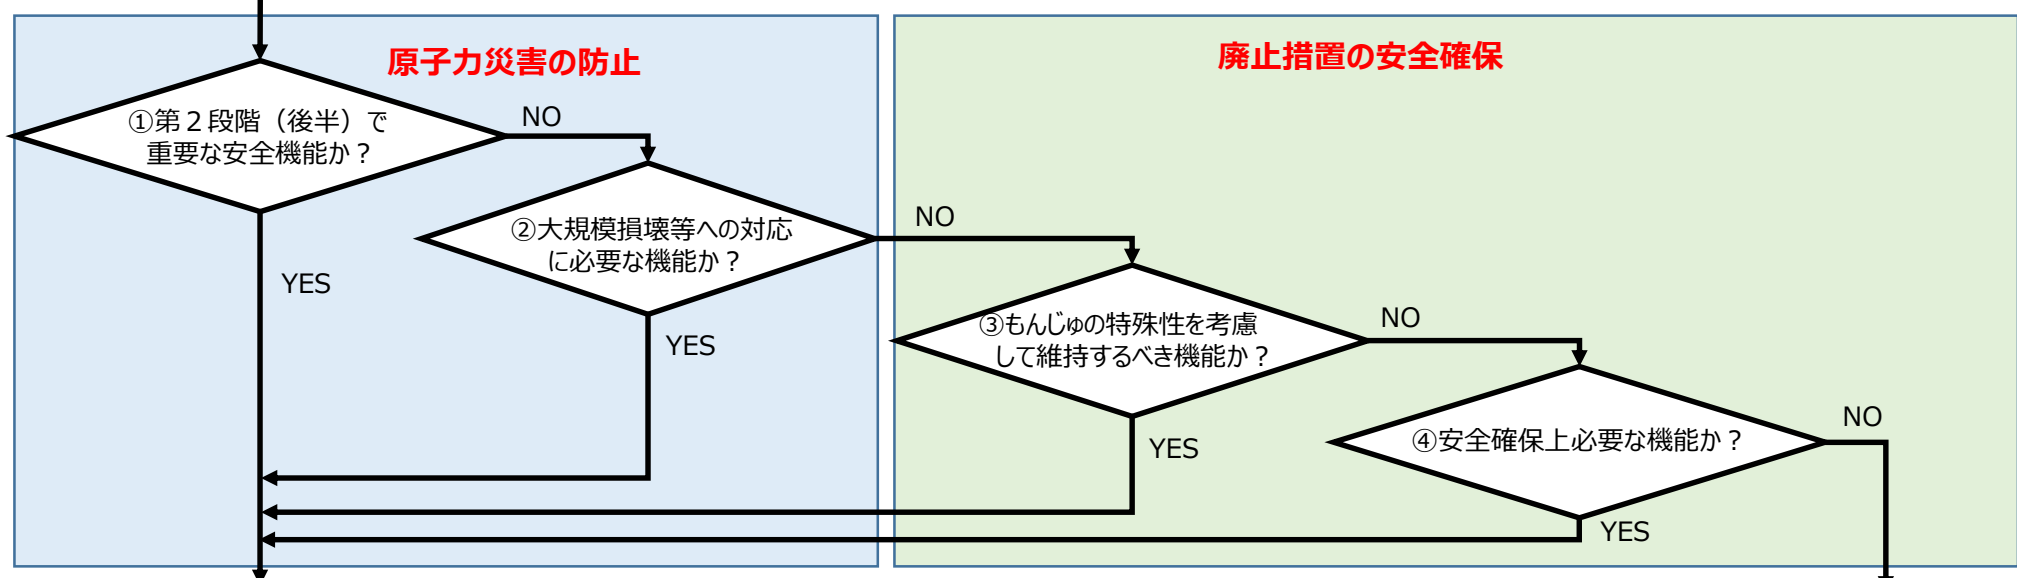 原子力災害の防止
①第２段階（後半）で
重要な安全機能か？
NO
YES
②大規模損壊等への対応
に必要な機能か？
NO
YES
廃止措置の安全確保
③もんじゅの特殊性を考慮
して維持するべき機能か？
NO
YES
④安全確保上必要な機能か？
NO
YES